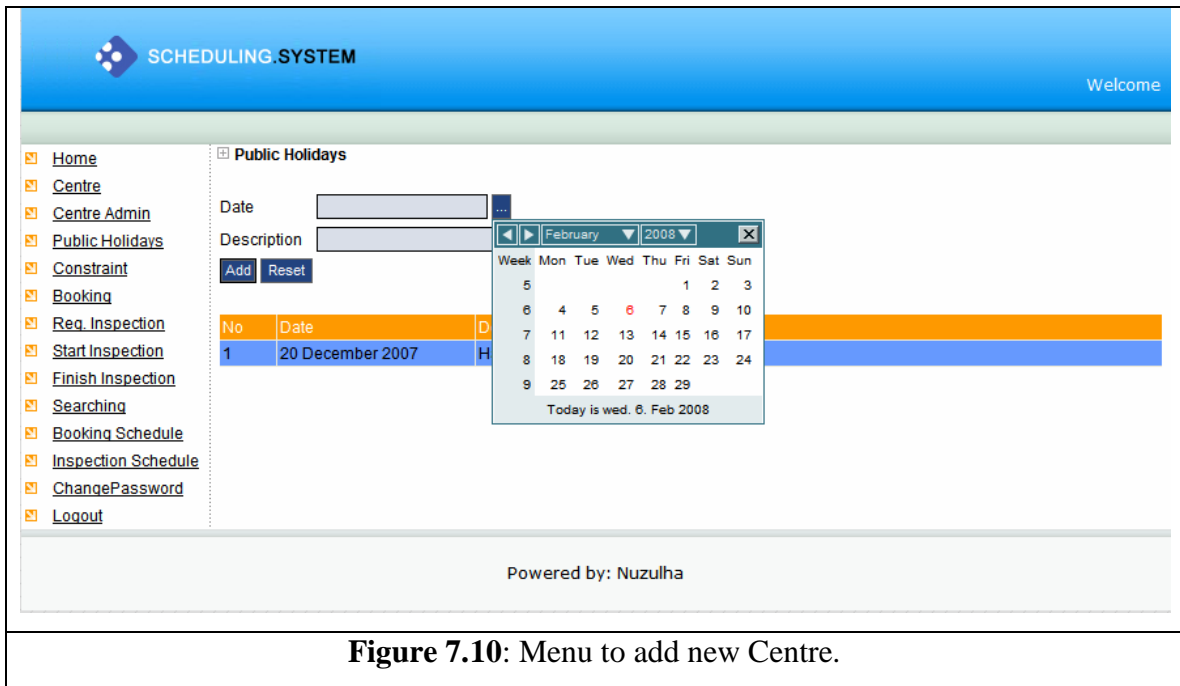 SCHEDULING.SYSTEM
Welcome
Home
Centre
Centre Admin
Public Holidays
Constraint
Booking
Req. Inspection
Start Inspection
Finish Inspection
Searching
Booking Schedule
Inspection Schedule
ChangePassword
Logout
Public Holidays
Date ...
Description
Add Reset
No Date
1 20 December 2007
February 2008 X
Week Mon Tue Wed Thu Fri Sat Sun
5 1 2 3
6 4 5 6 7 8 9 10
7 11 12 13 14 15 16 17
8 18 19 20 21 22 23 24
9 25 26 27 28 29
Today is wed. 6. Feb 2008
Powered by: Nuzulha
Figure 7.10: Menu to add new Centre.